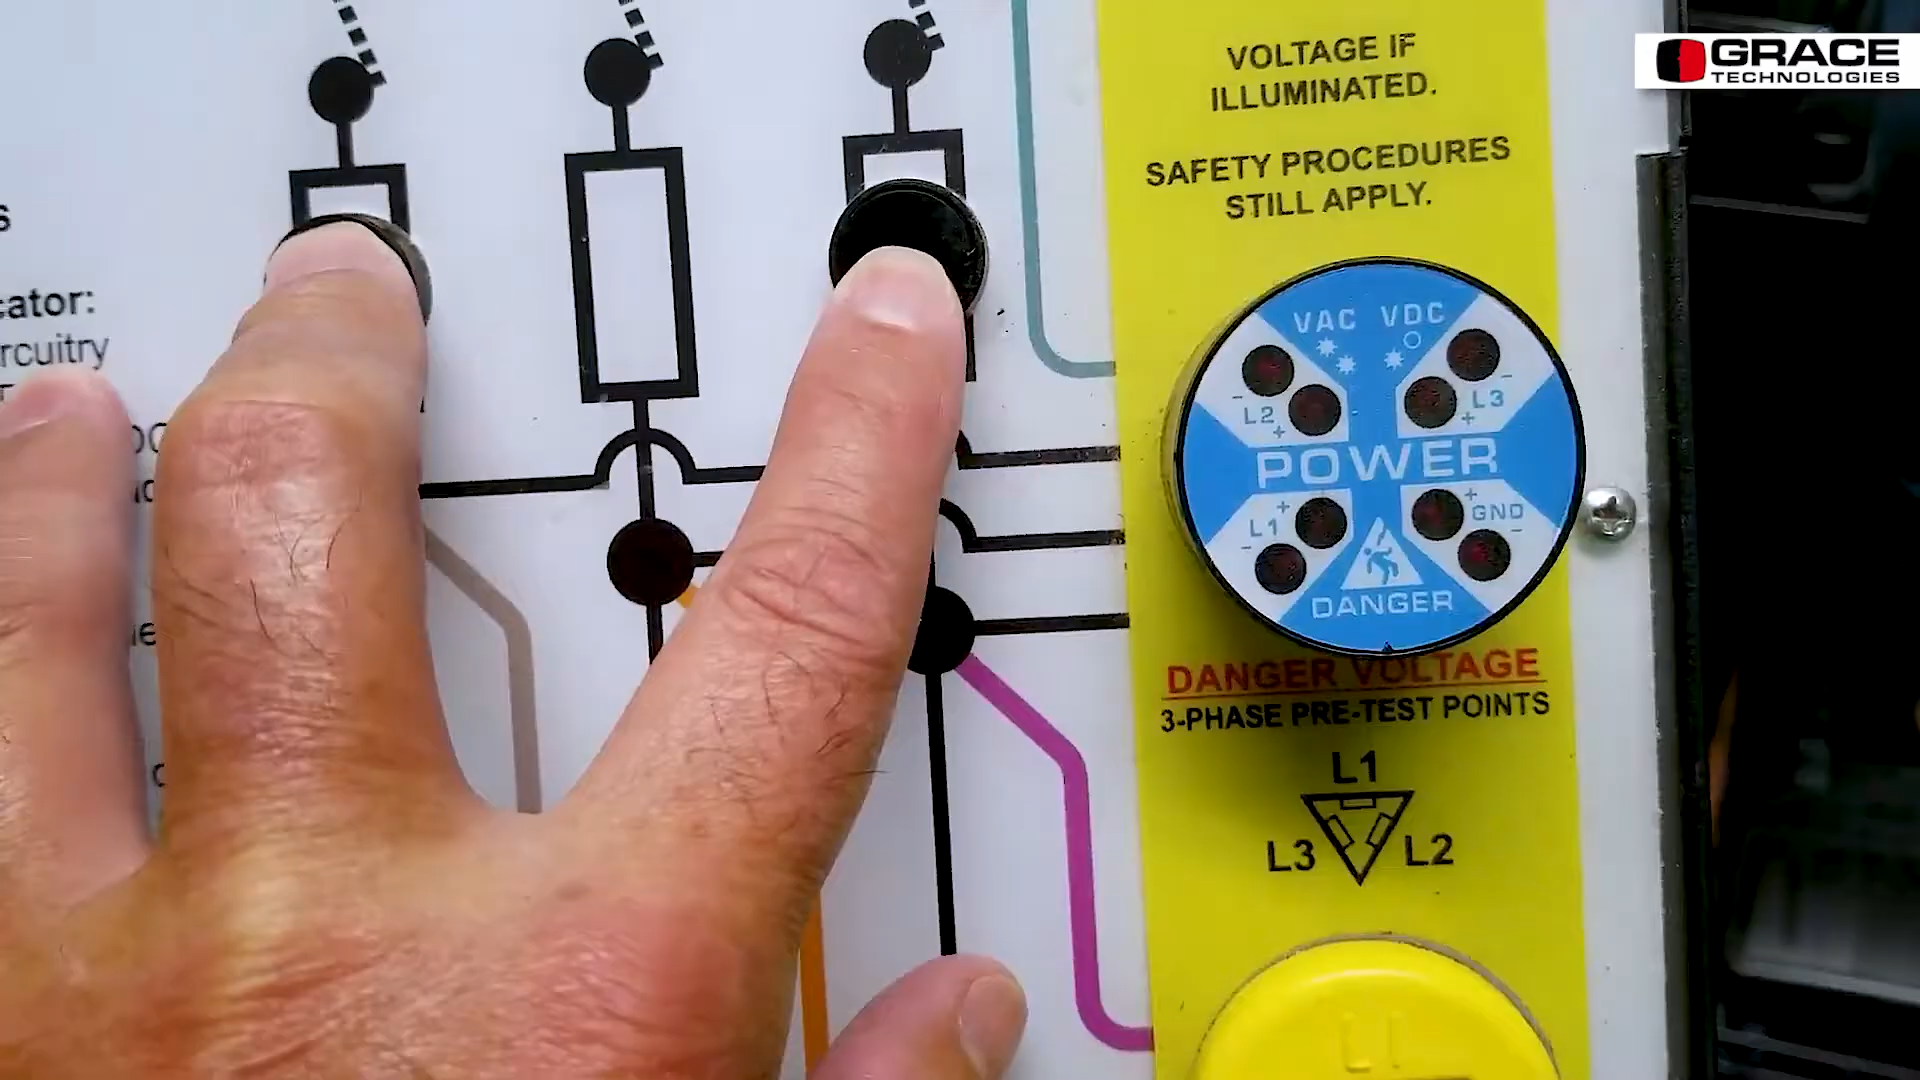 GRACE
TECHNOLOGIES
VOLTAGE IF
ILLUMINATED.
SAFETY PROCEDURES
STILL APPLY.
VAC VDC
L2
L3
POWER
L1
GND
DANGER
DANGER VOLTAGE
3-PHASE PRE-TEST POINTS
L1
L3 L2
cator:
rcuitry